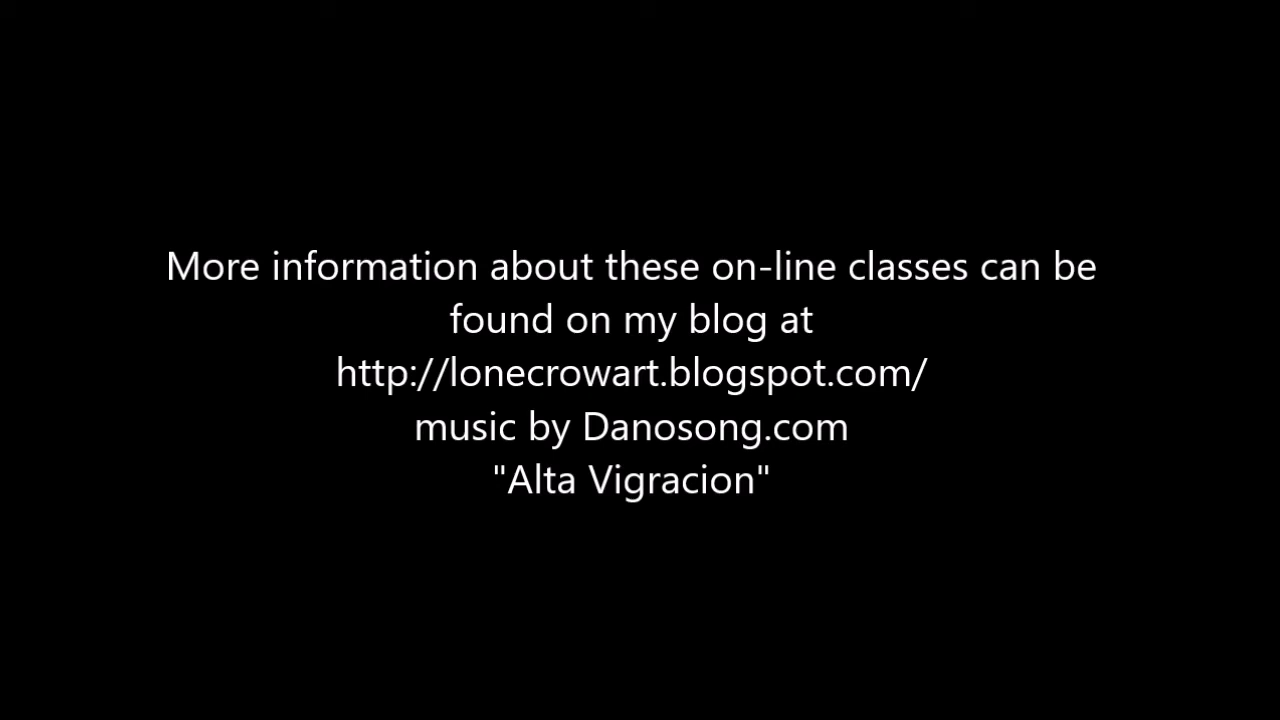 More information about these on-line classes can be
found on my blog at
http://lonecrowart.blogspot.com/
music by Danosong.com
"Alta Vigracion"